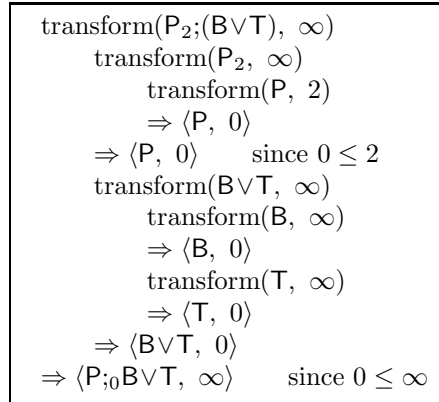 transform(P₂;(B∨T), ∞)
transform(P₂, ∞)
transform(P, 2)
⇒ ⟨P, 0⟩
⇒ ⟨P, 0⟩ since 0 ≤ 2
transform(B∨T, ∞)
transform(B, ∞)
⇒ ⟨B, 0⟩
transform(T, ∞)
⇒ ⟨T, 0⟩
⇒ ⟨B∨T, 0⟩
⇒ ⟨P;₀B∨T, ∞⟩ since 0 ≤ ∞